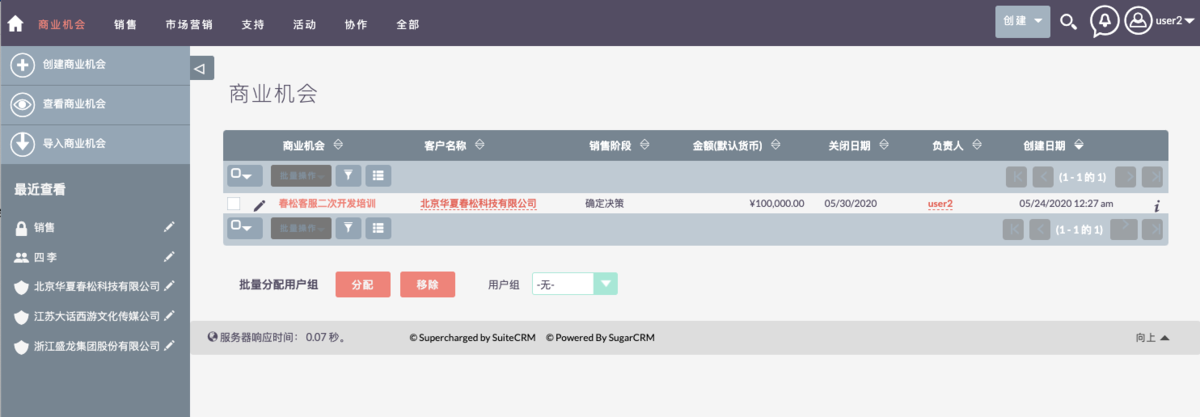 商业机会 销售 市场营销 支持 活动 协作 全部 创建 user2
创建商业机会
查看商业机会
导入商业机会
最近查看
销售
四 李
北京华夏春松科技有限公司
江苏大话西游文化传媒公司
浙江盛龙集团股份有限公司
商业机会
商业机会 客户名称 销售阶段 金额(默认货币) 关闭日期 负责人 创建日期
批量操作 (1 - 1 的 1)
春松客服二次开发培训 北京华夏春松科技有限公司 确定决策 ¥100,000.00 05/30/2020 user2 05/24/2020 12:27 am
批量操作 (1 - 1 的 1)
批量分配用户组 分配 移除 用户组 -无-
服务器响应时间: 0.07 秒。 © Supercharged by SuiteCRM © Powered By SugarCRM 向上